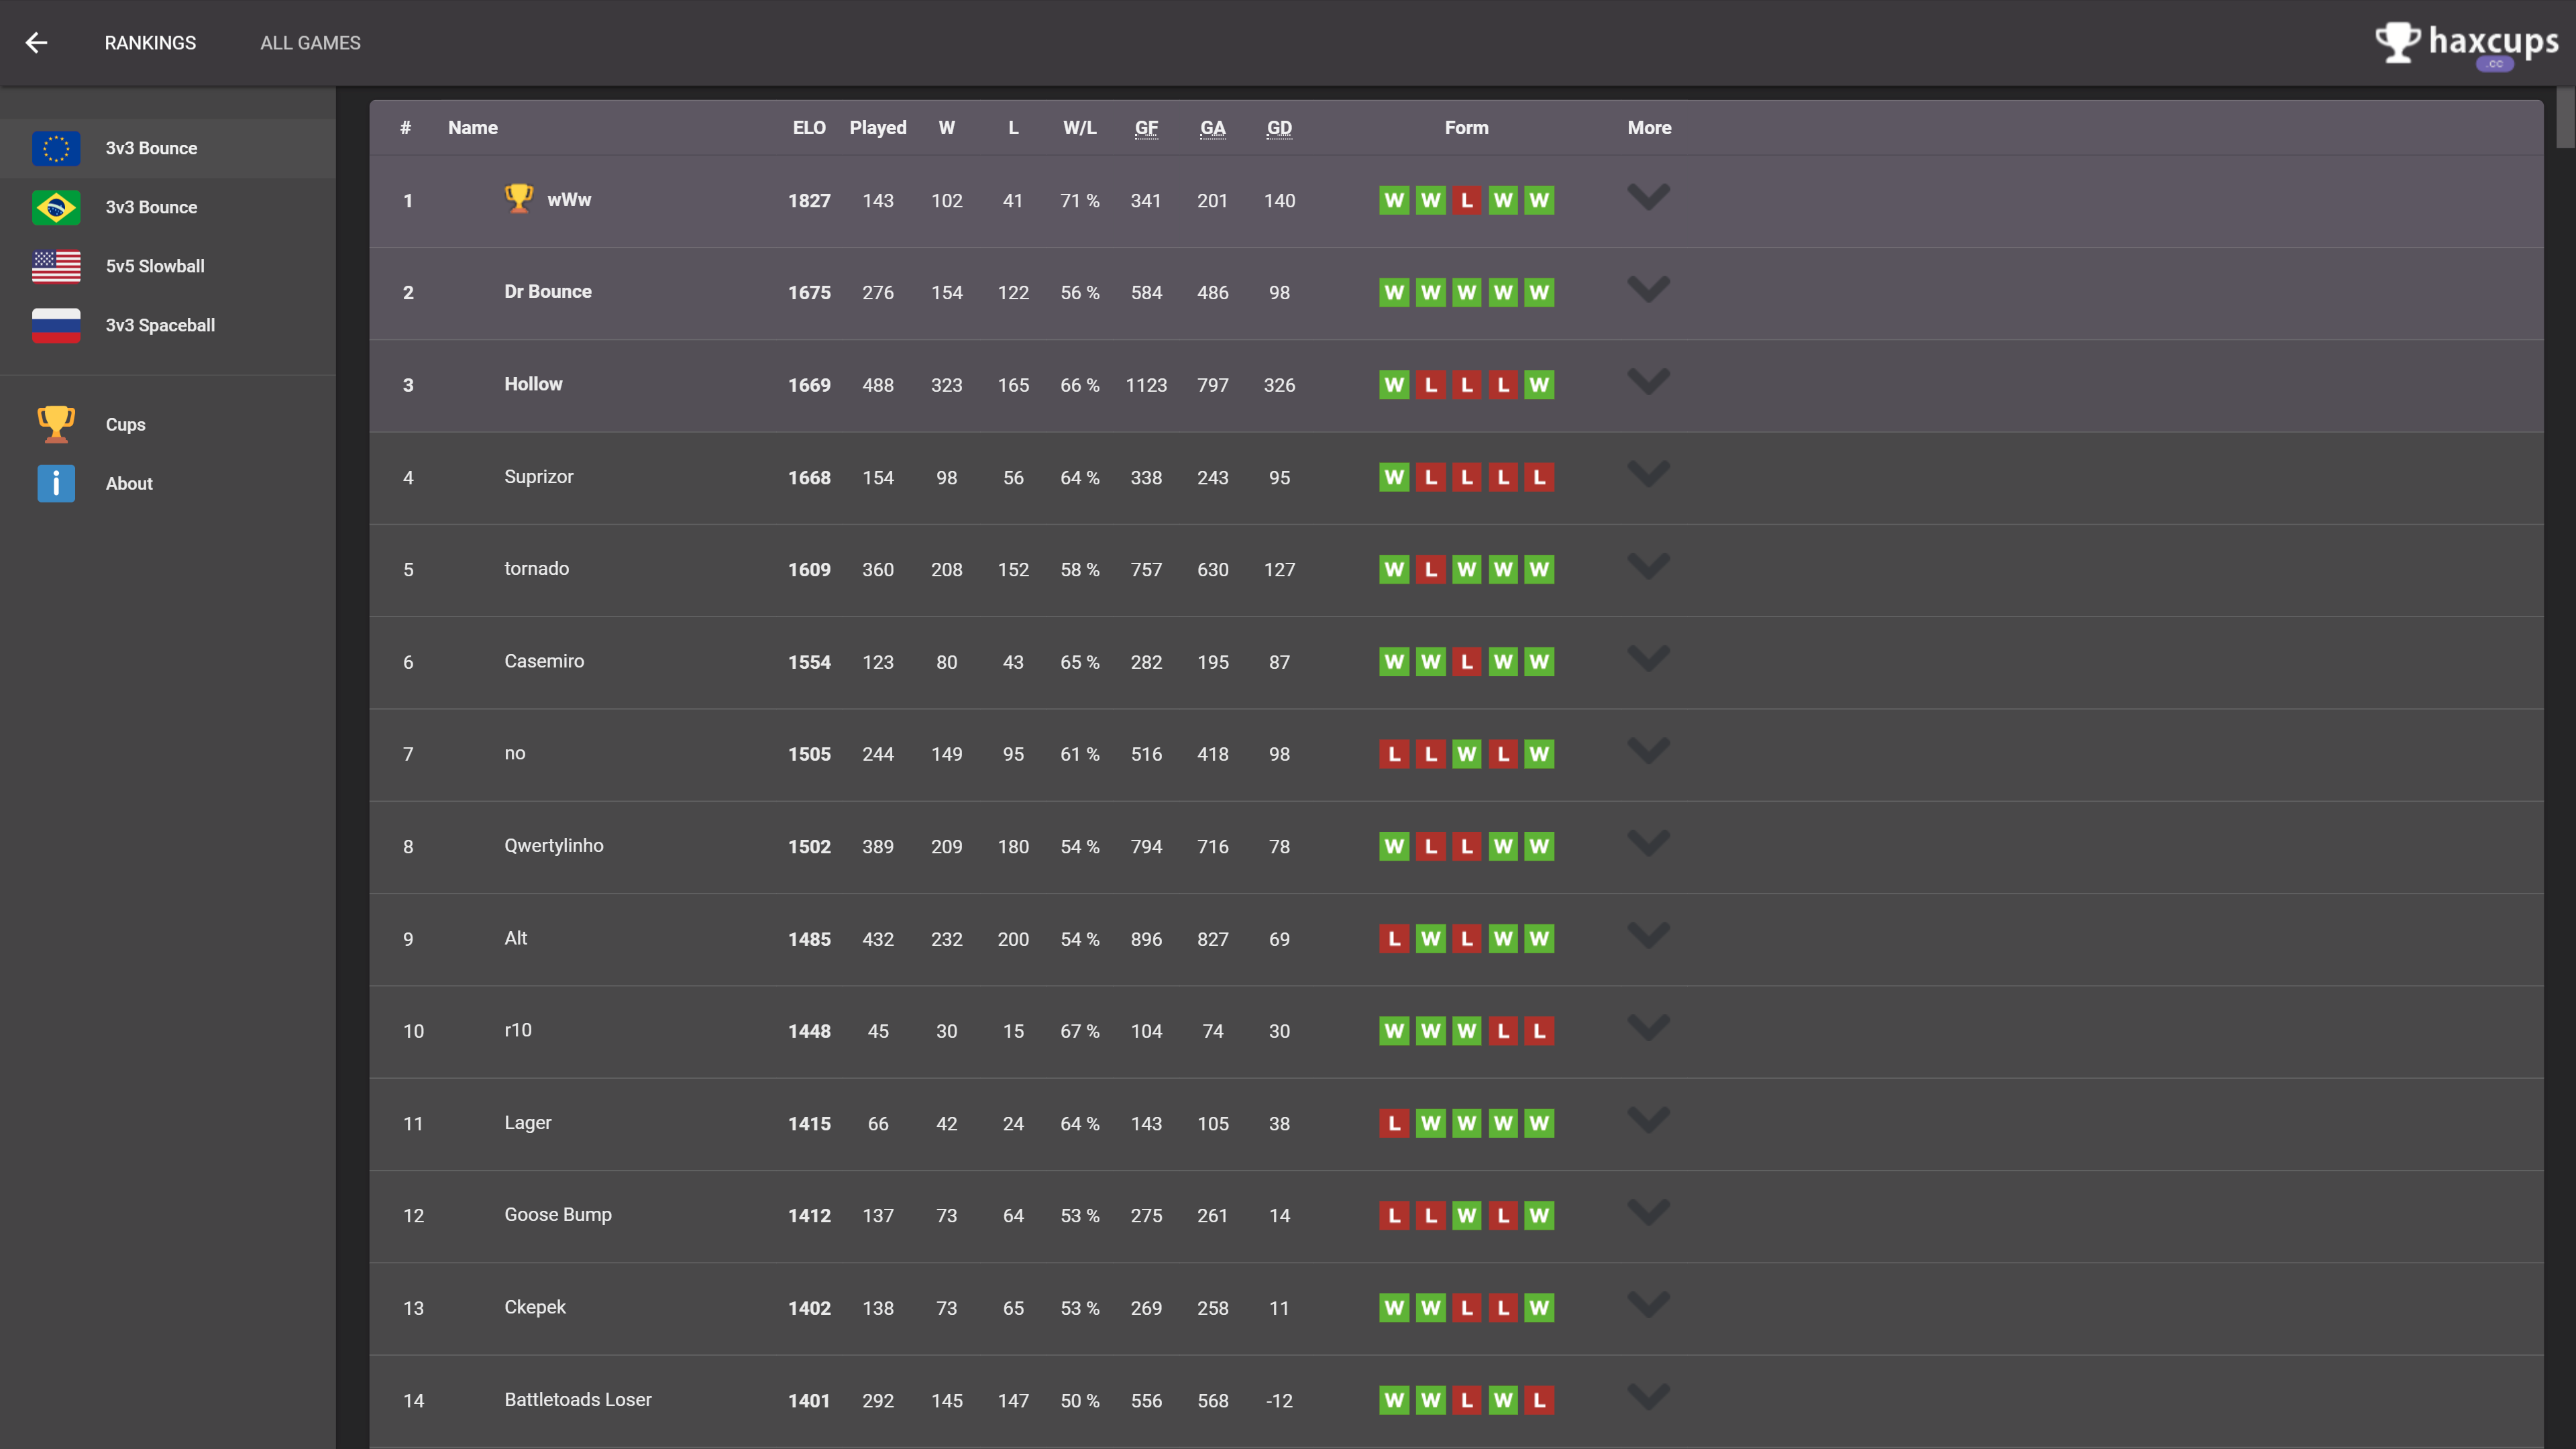 RANKINGS ALL GAMES haxcups
.cc
3v3 Bounce
3v3 Bounce
5v5 Slowball
3v3 Spaceball
Cups
About
# Name ELO Played W L W/L GF GA GD Form More
1 wWw 1827 143 102 41 71 % 341 201 140 W W L W W
2 Dr Bounce 1675 276 154 122 56 % 584 486 98 W W W W W
3 Hollow 1669 488 323 165 66 % 1123 797 326 W L L L W
4 Suprizor 1668 154 98 56 64 % 338 243 95 W L L L L
5 tornado 1609 360 208 152 58 % 757 630 127 W L W W W
6 Casemiro 1554 123 80 43 65 % 282 195 87 W W L W W
7 no 1505 244 149 95 61 % 516 418 98 L L W L W
8 Qwertylinho 1502 389 209 180 54 % 794 716 78 W L L W W
9 Alt 1485 432 232 200 54 % 896 827 69 L W L W W
10 r10 1448 45 30 15 67 % 104 74 30 W W W L L
11 Lager 1415 66 42 24 64 % 143 105 38 L W W W W
12 Goose Bump 1412 137 73 64 53 % 275 261 14 L L W L W
13 Ckepek 1402 138 73 65 53 % 269 258 11 W W L L W
14 Battletoads Loser 1401 292 145 147 50 % 556 568 -12 W W L W L